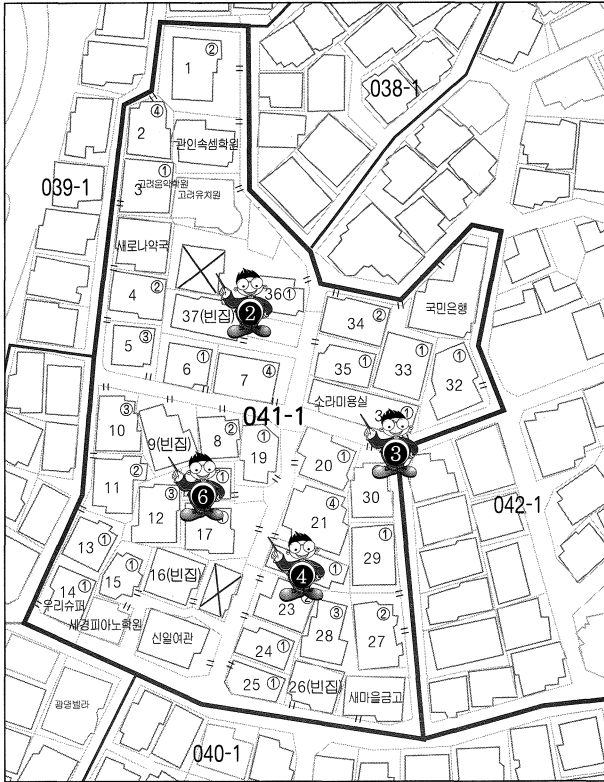 1 ②
038-1
2 ④
관인속셈학원
039-1
3 ①
고려음악학원
고려유치원
새로나약국
국민은행
4 ②
36 ①
37(빈집)
❷
34 ②
5 ③
6 ①
7 ④
35 ①
33 ①
32 ①
소라미용실
041-1
10 ③
9(빈집)
8 ②
19 ①
3 ①
❸
20 ①
11 ②
12 ③
❻
①
17
30
042-1
21 ④
13 ①
29 ①
16(빈집)
❹
①
14 ①
우리슈퍼
15 ①
세경피아노학원
신일여관
23
28 ③
27 ②
24 ①
25 ①
26(빈집)
새마을금고
광명빌라
040-1